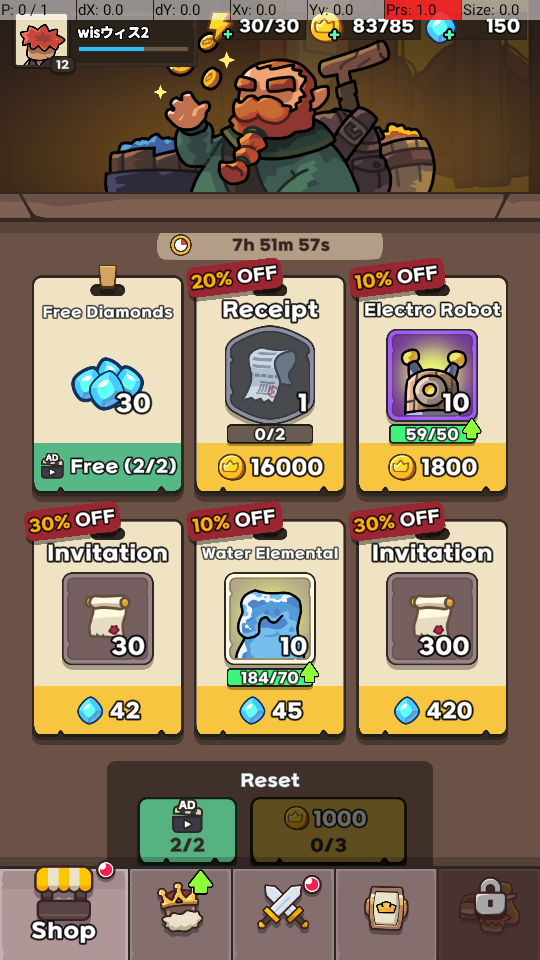 P: 0 / 1 dX: 0.0 dY: 0.0 Xv: 0.0 Yv: 0.0 Prs: 1.0 Size: 0.0
wisウィス2
12
30/30
83785
150
7h 51m 57s
Free Diamonds
30
AD
Free (2/2)
20% OFF
Receipt
1
0/2
16000
10% OFF
Electro Robot
10
59/50
1800
30% OFF
Invitation
30
42
10% OFF
Water Elemental
10
184/70
45
30% OFF
Invitation
300
420
Reset
AD
2/2
1000
0/3
Shop